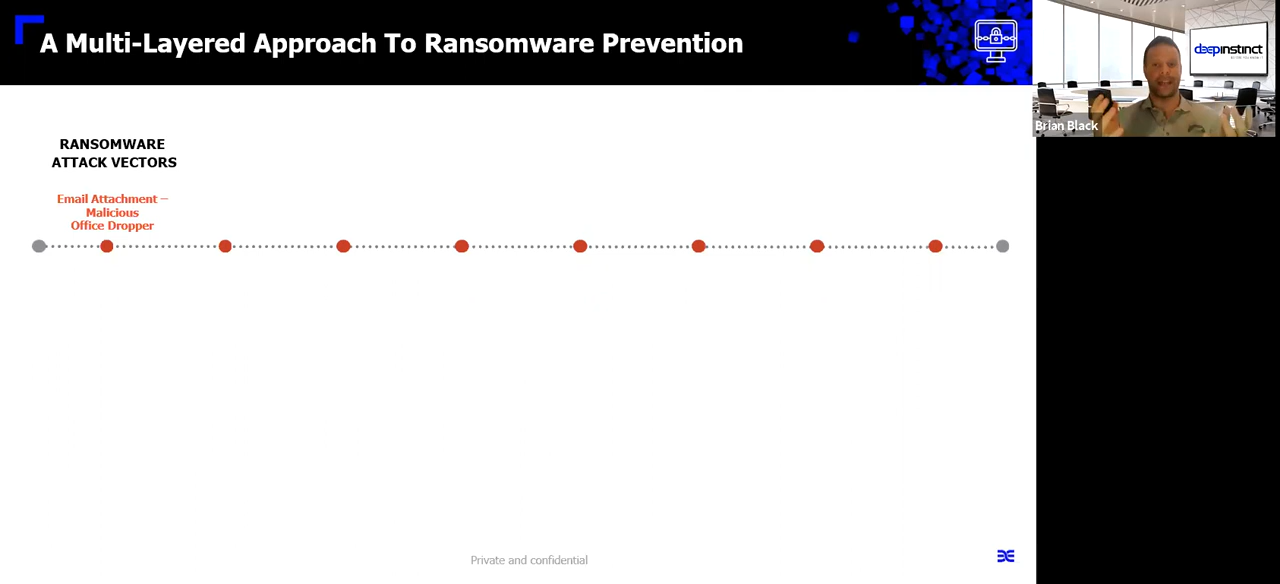 A Multi-Layered Approach To Ransomware Prevention
deepinstinct
Brian Black
RANSOMWARE
ATTACK VECTORS
Email Attachment –
Malicious
Office Dropper
Private and confidential